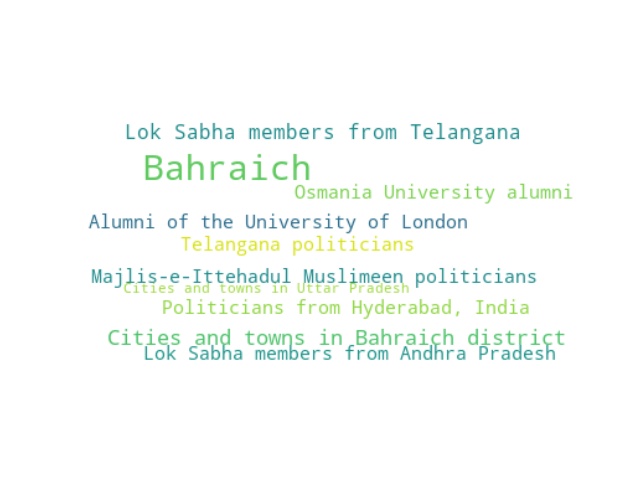 Lok Sabha members from Telangana
Bahraich
Osmania University alumni
Alumni of the University of London
Telangana politicians
Majlis-e-Ittehadul Muslimeen politicians
Cities and towns in Uttar Pradesh
Politicians from Hyderabad, India
Cities and towns in Bahraich district
Lok Sabha members from Andhra Pradesh